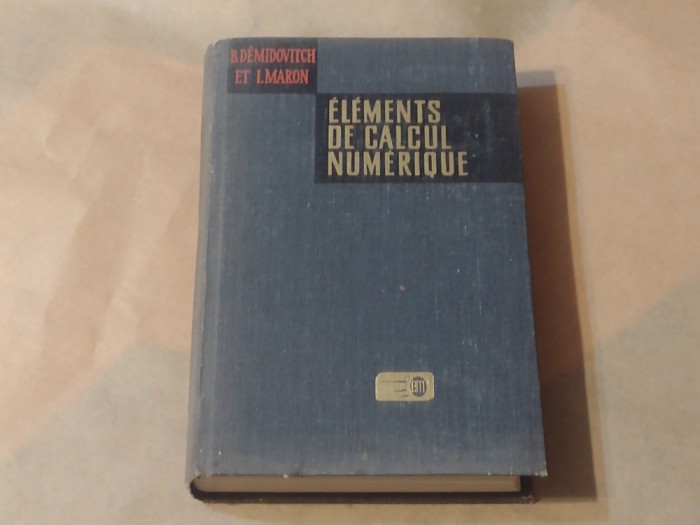 B.DÉMIDOVITCH
ET I.MARON
ÉLÉMENTS
DE CALCUL
NUMÉRIQUE